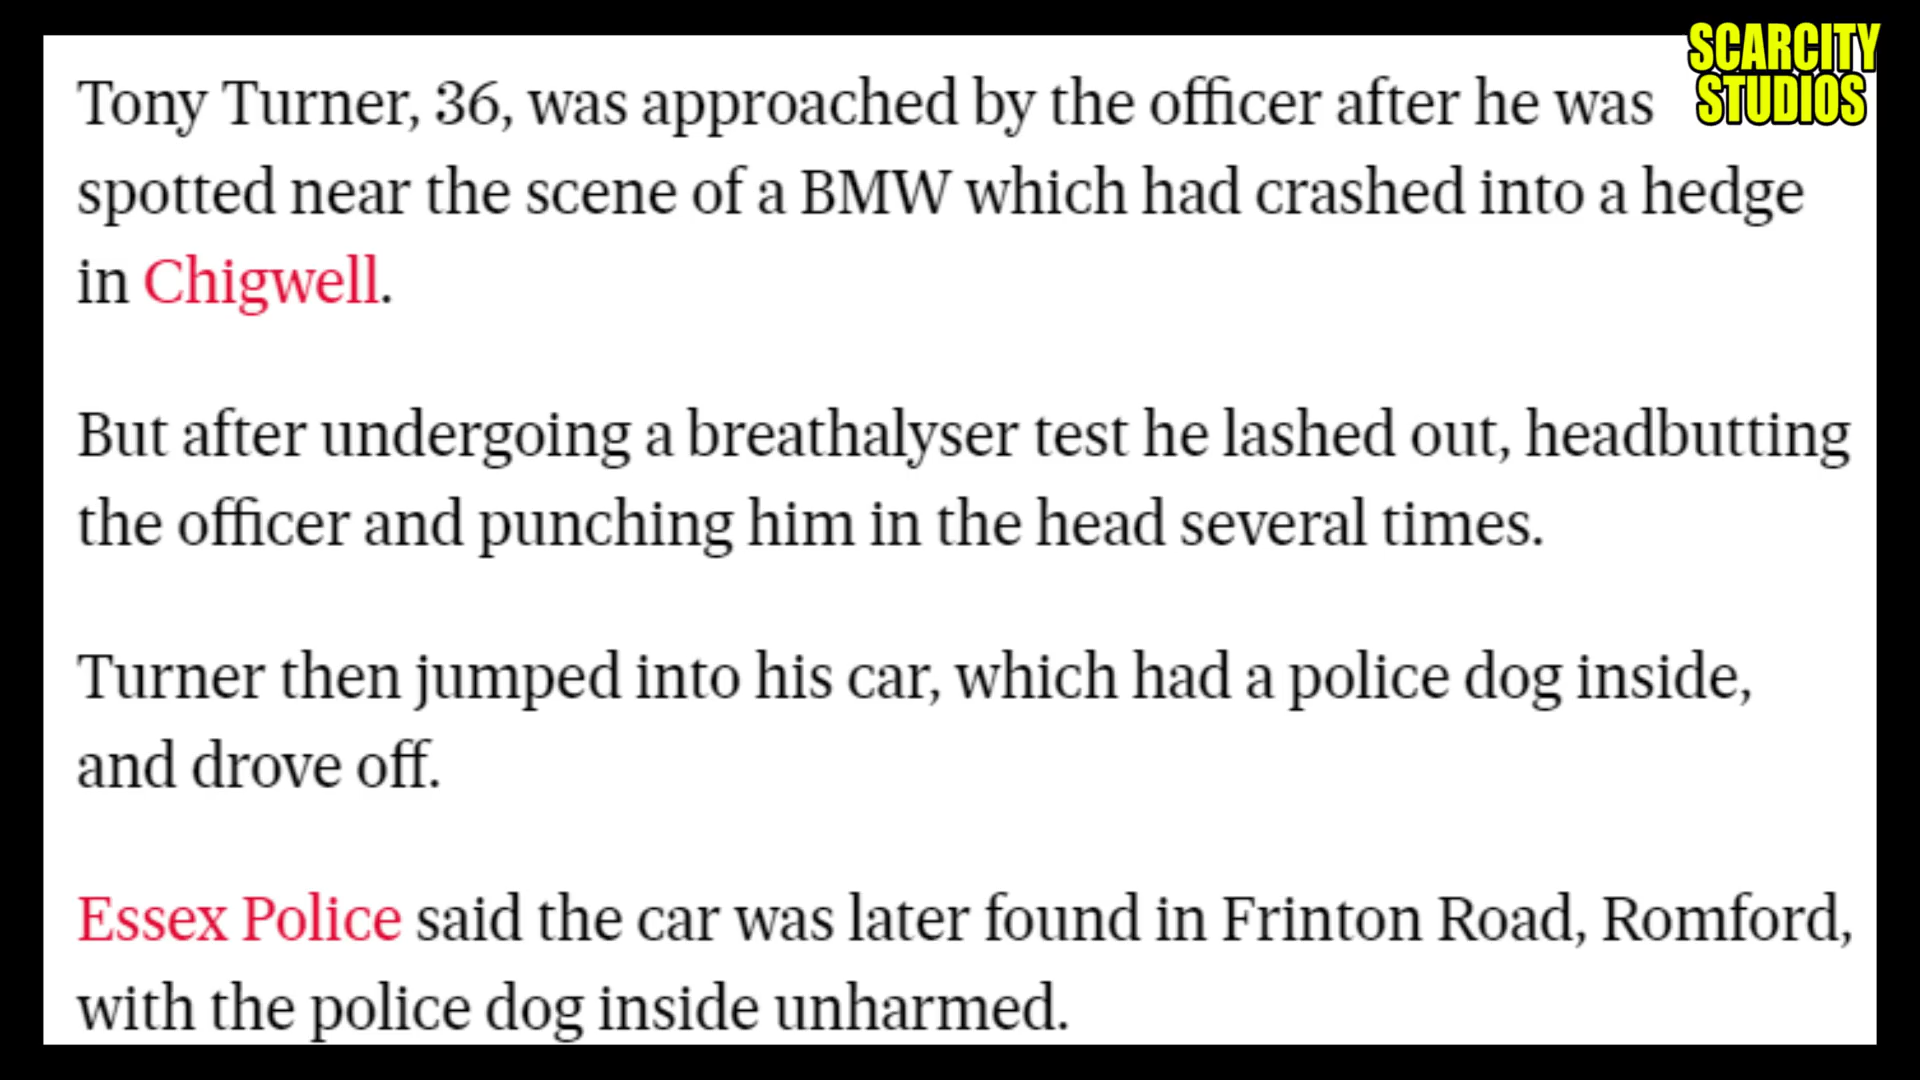 SCARCITY
STUDIOS
Tony Turner, 36, was approached by the officer after he was
spotted near the scene of a BMW which had crashed into a hedge
in Chigwell.
But after undergoing a breathalyser test he lashed out, headbutting
the officer and punching him in the head several times.
Turner then jumped into his car, which had a police dog inside,
and drove off.
Essex Police said the car was later found in Frinton Road, Romford,
with the police dog inside unharmed.